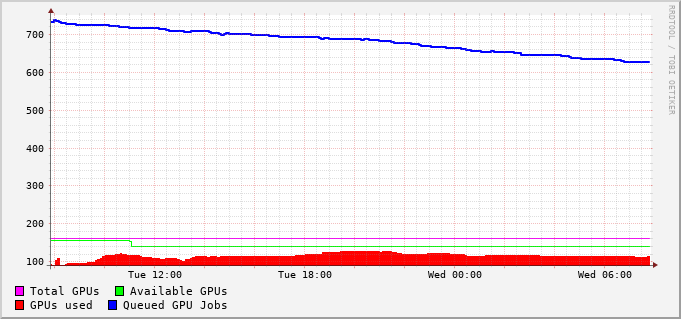 700
600
500
400
300
200
100
Tue 12:00 Tue 18:00 Wed 00:00 Wed 06:00
Total GPUs Available GPUs
GPUs used Queued GPU Jobs
RRDTOOL / TOBI OETIKER